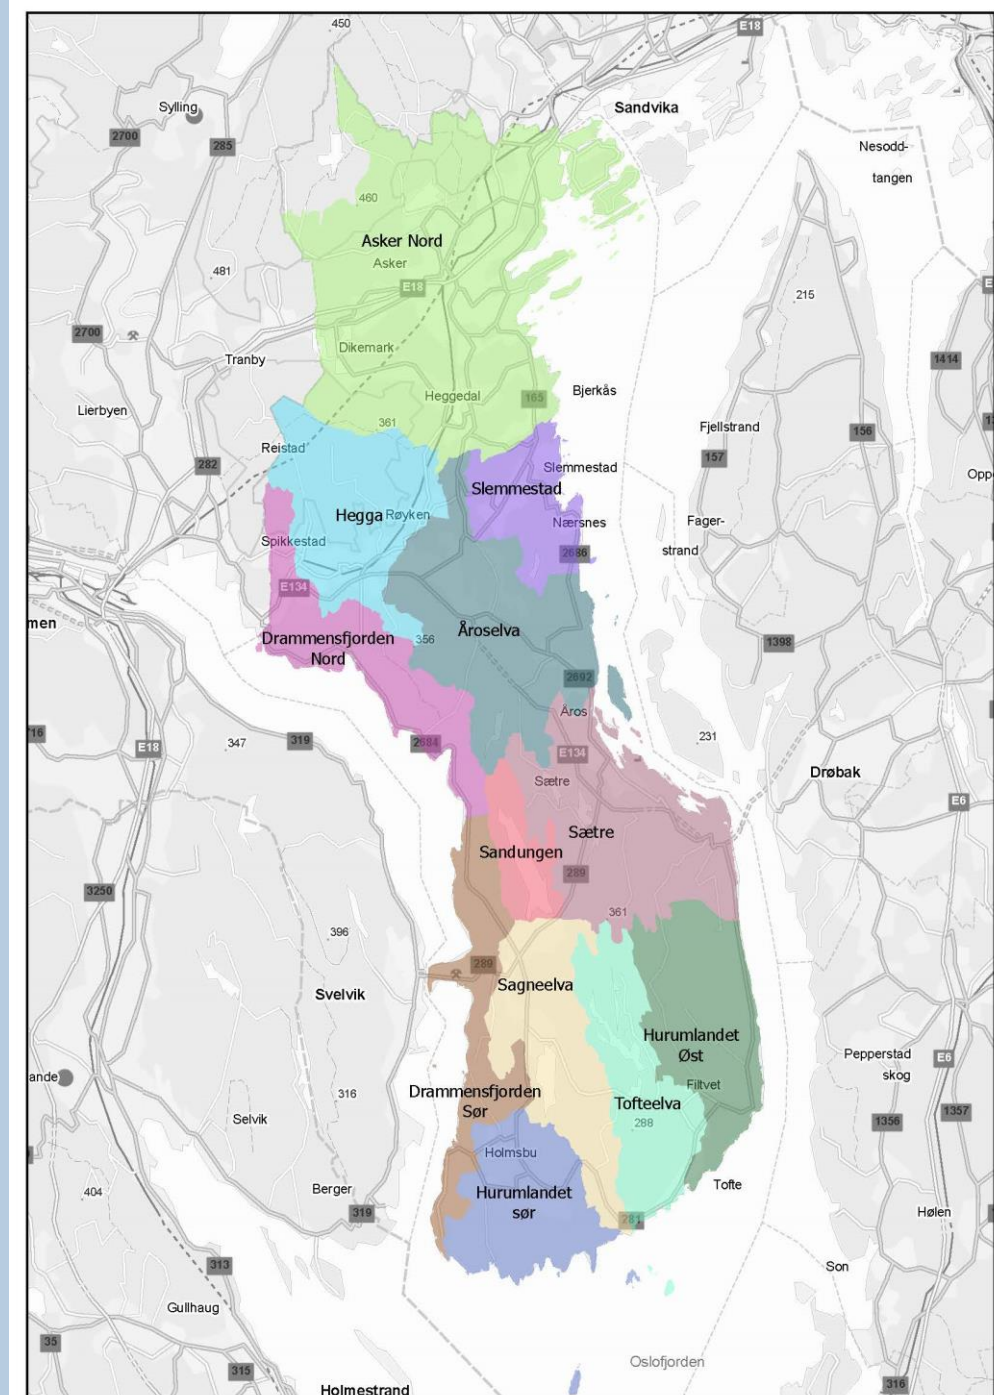 450
E18
Sandvika
Sylling
2700
285
Nesodd-
tangen
460
Asker Nord
Asker
481
E18
215
2700
Dikemark
Tranby
1414
Heggedal
165
Bjerkås
Lierbyen
361
Fjellstrand
156
Reistad
157
282
Slemmestad
Slemmestad
Hegga
Røyken
Nærsnes
Fager-
strand
Spikkestad
2686
E134
men
Åroselva
Drammensfjorden
Nord
356
1398
2692
Åros
16
E18
347
319
2684
231
E134
Drøbak
Sætre
E6
Sætre
Sandungen
289
3250
361
396
289
Sagneelva
Svelvik
Hurumlandet
Øst
Pepperstad
skog
E6
ande
Filtvet
316
Drammensfjorden
Sør
Tofteelva
288
1357
1356
Selvik
Holmsbu
Berger
404
Hurumlandet
sør
Tofte
319
281
Hølen
313
Son
Gullhaug
35
Oslofjorden
315
316
Holmestrand